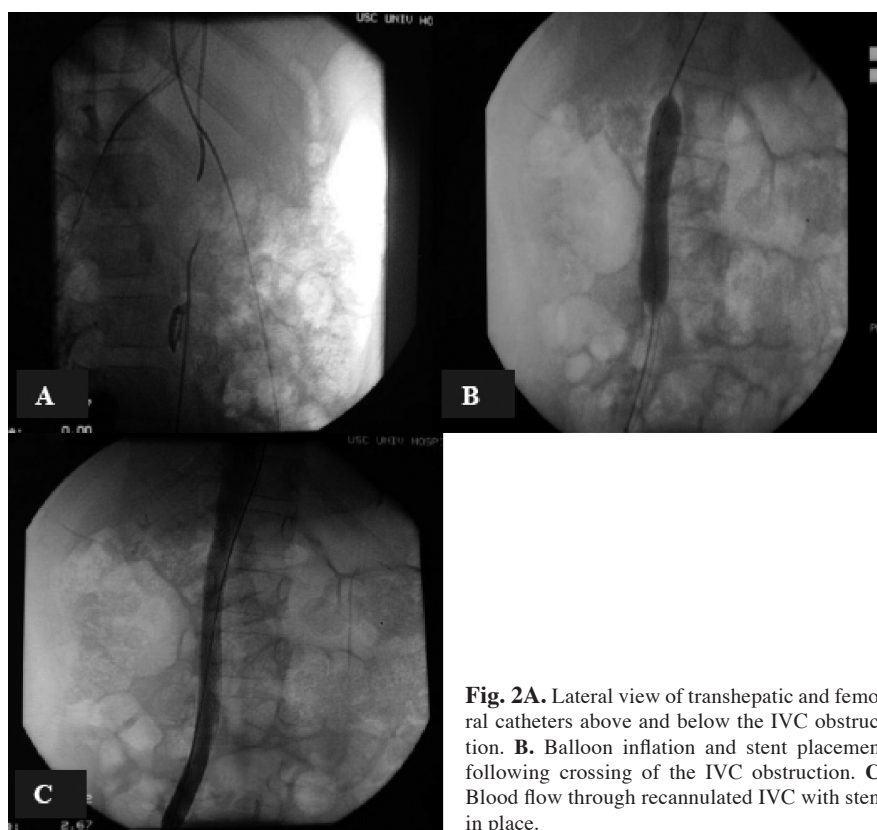 USC UNIV HO
A
0.00
B
USC UNIV HOSP
C
2.67
Fig. 2A. Lateral view of transhepatic and femo-
ral catheters above and below the IVC obstruc-
tion. B. Balloon inflation and stent placemen
following crossing of the IVC obstruction. C
Blood flow through recannulated IVC with sten
in place.